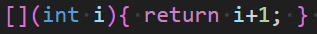 [](int i){ return i+1; }